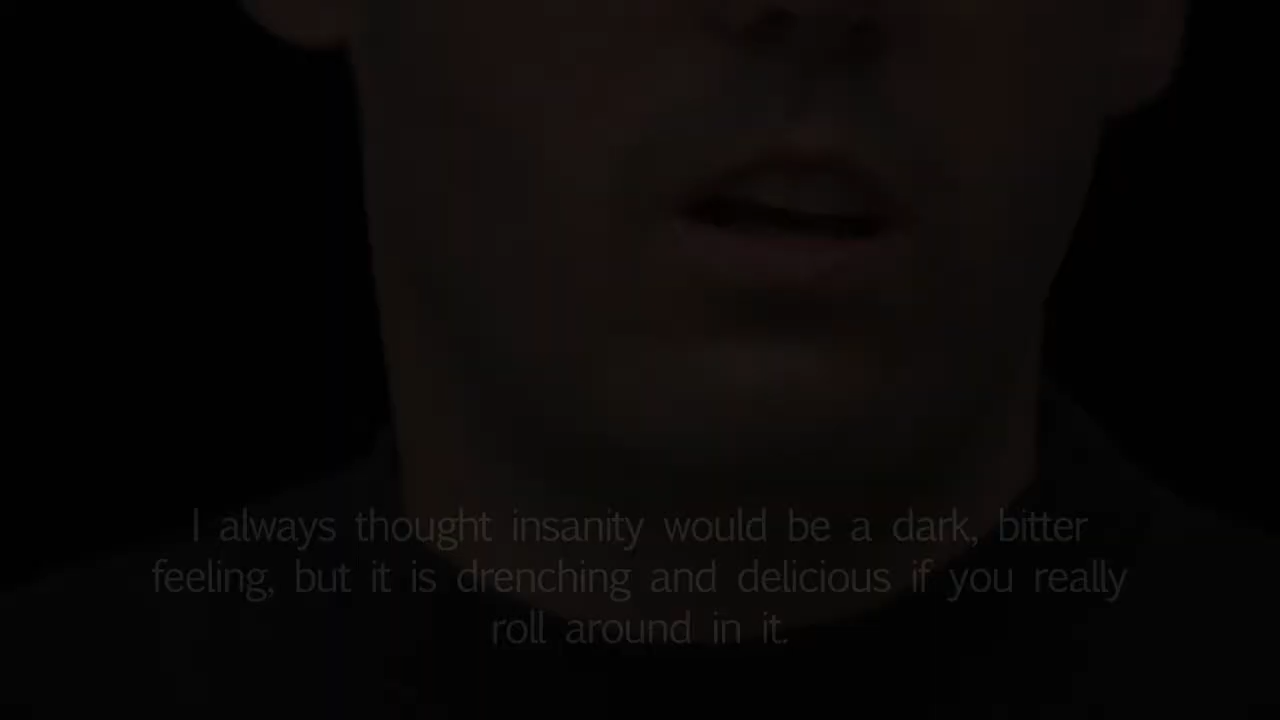 I always thought insanity would be a dark, bitter
feeling, but it is drenching and delicious if you really
roll around in it.